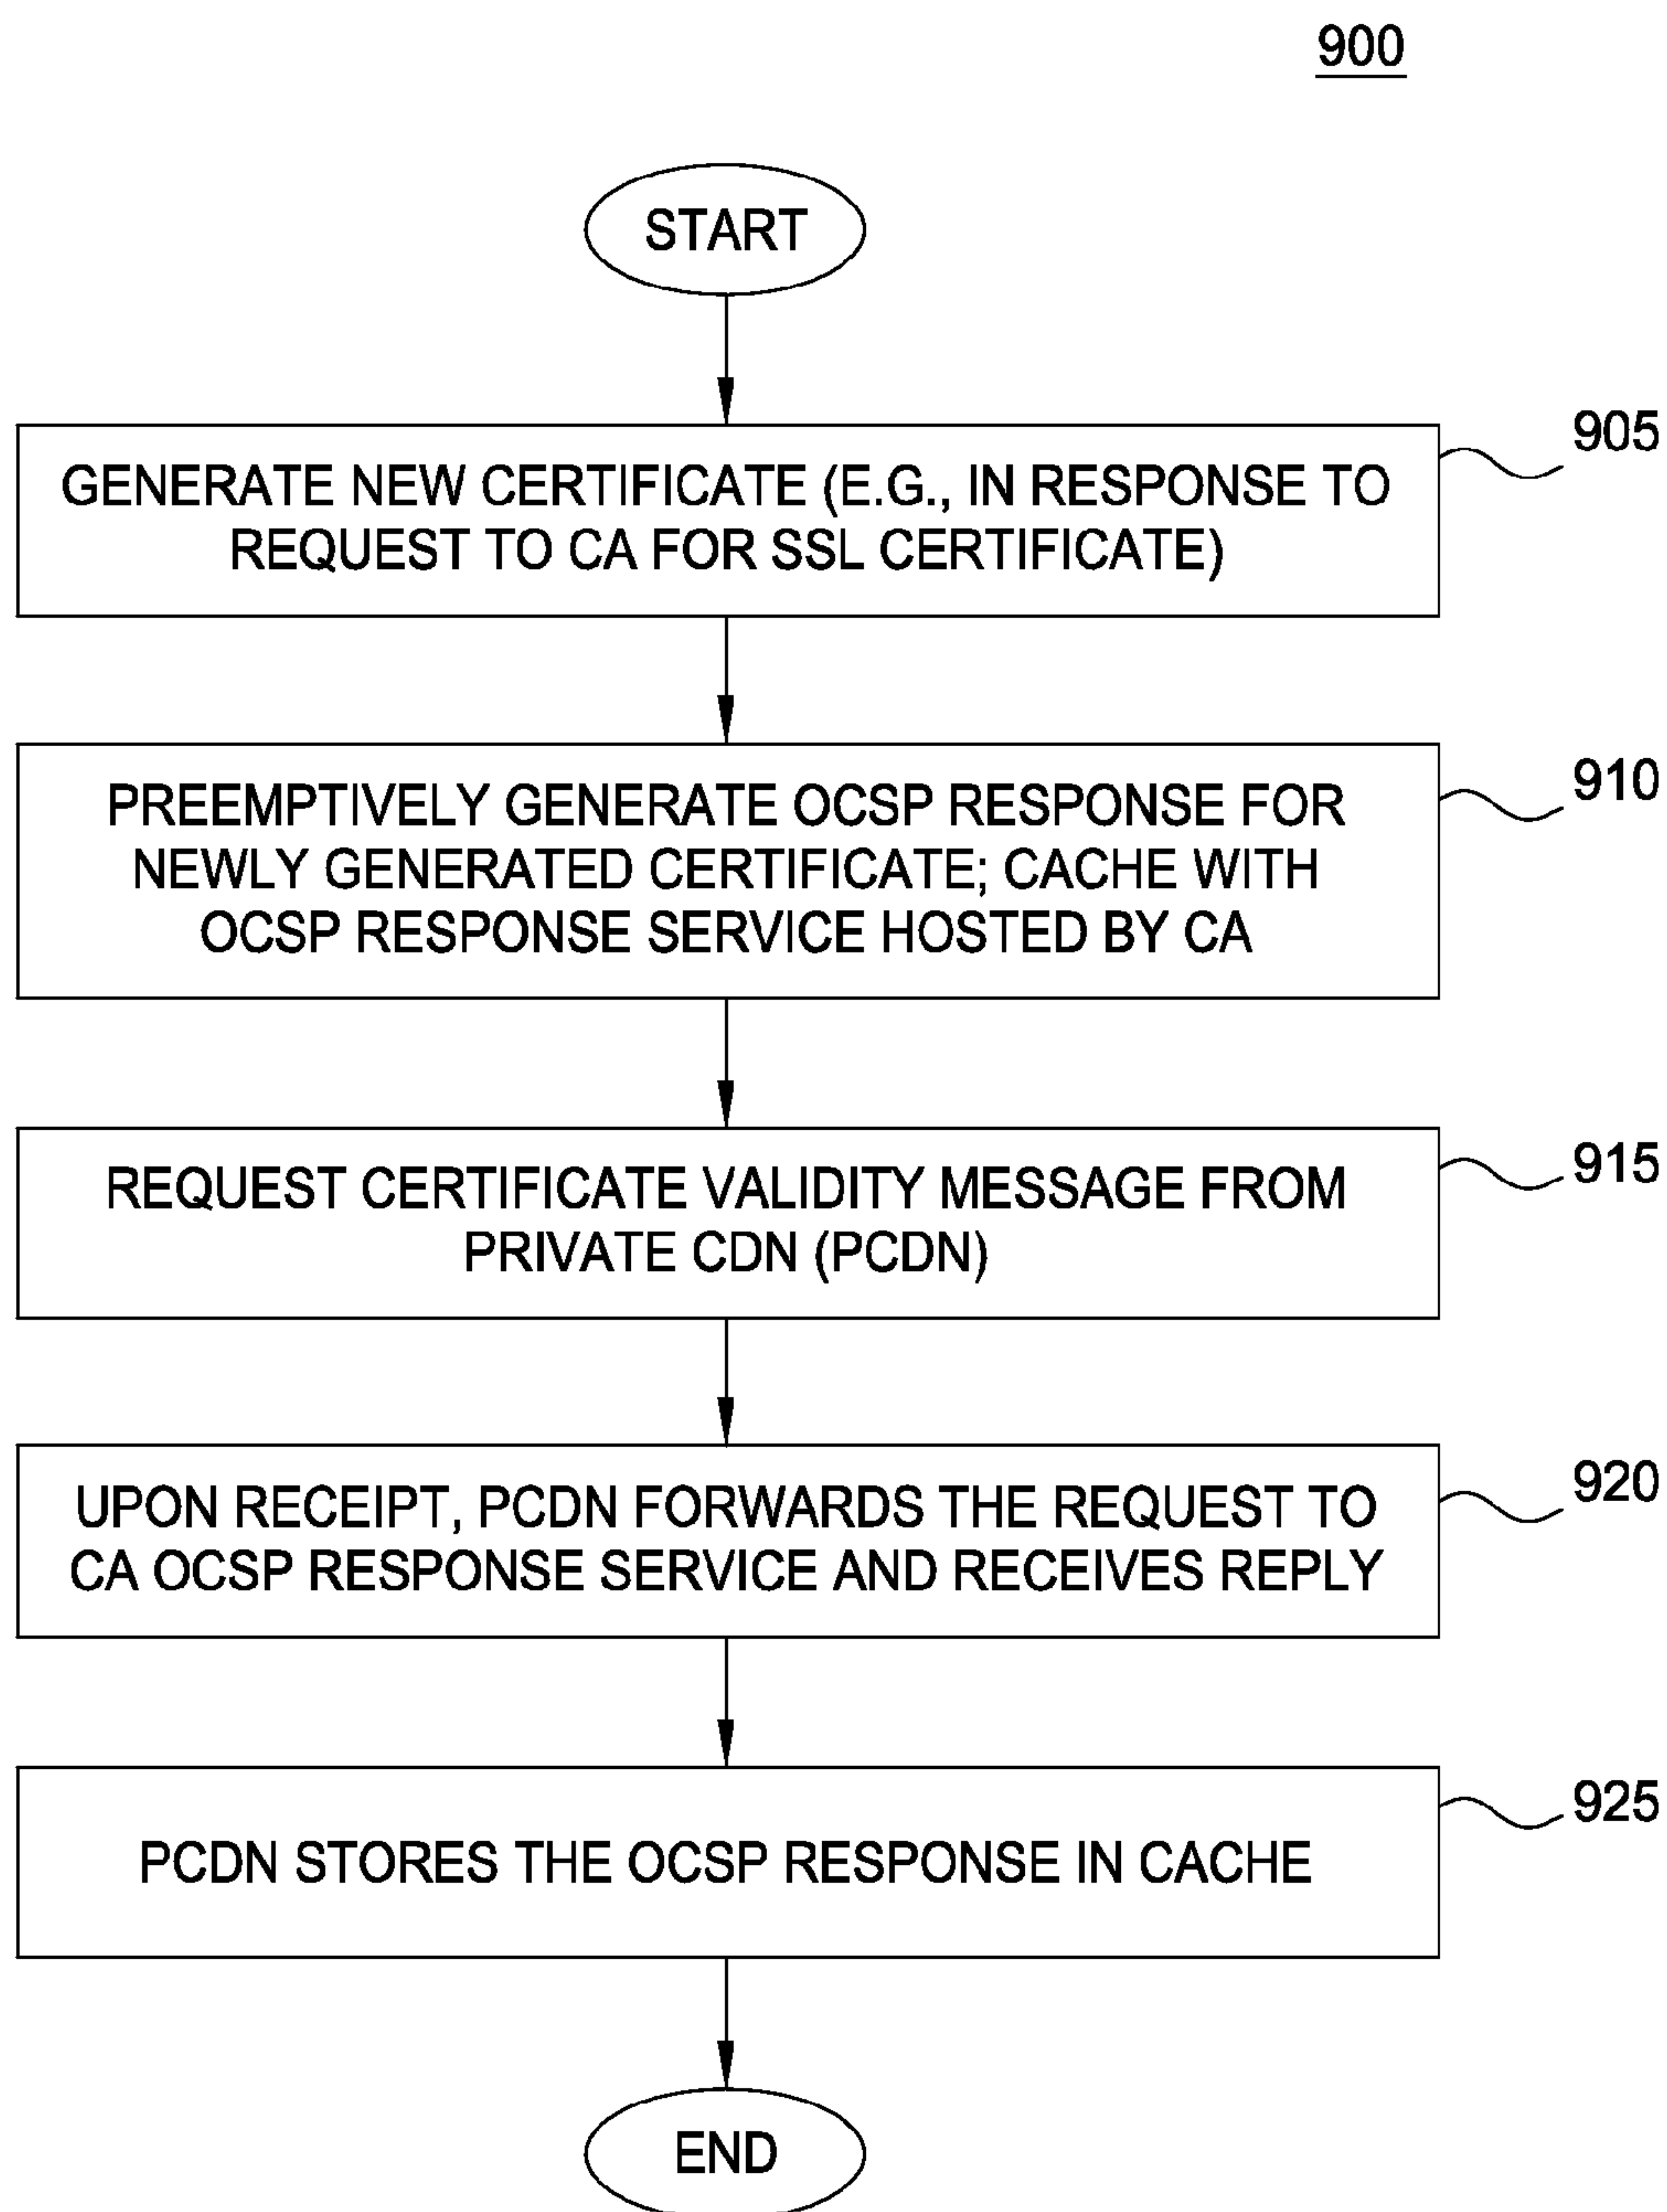 900
START
905
GENERATE NEW CERTIFICATE (E.G., IN RESPONSE TO
REQUEST TO CA FOR SSL CERTIFICATE)
910
PREEMPTIVELY GENERATE OCSP RESPONSE FOR
NEWLY GENERATED CERTIFICATE; CACHE WITH
OCSP RESPONSE SERVICE HOSTED BY CA
915
REQUEST CERTIFICATE VALIDITY MESSAGE FROM
PRIVATE CDN (PCDN)
920
UPON RECEIPT, PCDN FORWARDS THE REQUEST TO
CA OCSP RESPONSE SERVICE AND RECEIVES REPLY
925
PCDN STORES THE OCSP RESPONSE IN CACHE
END